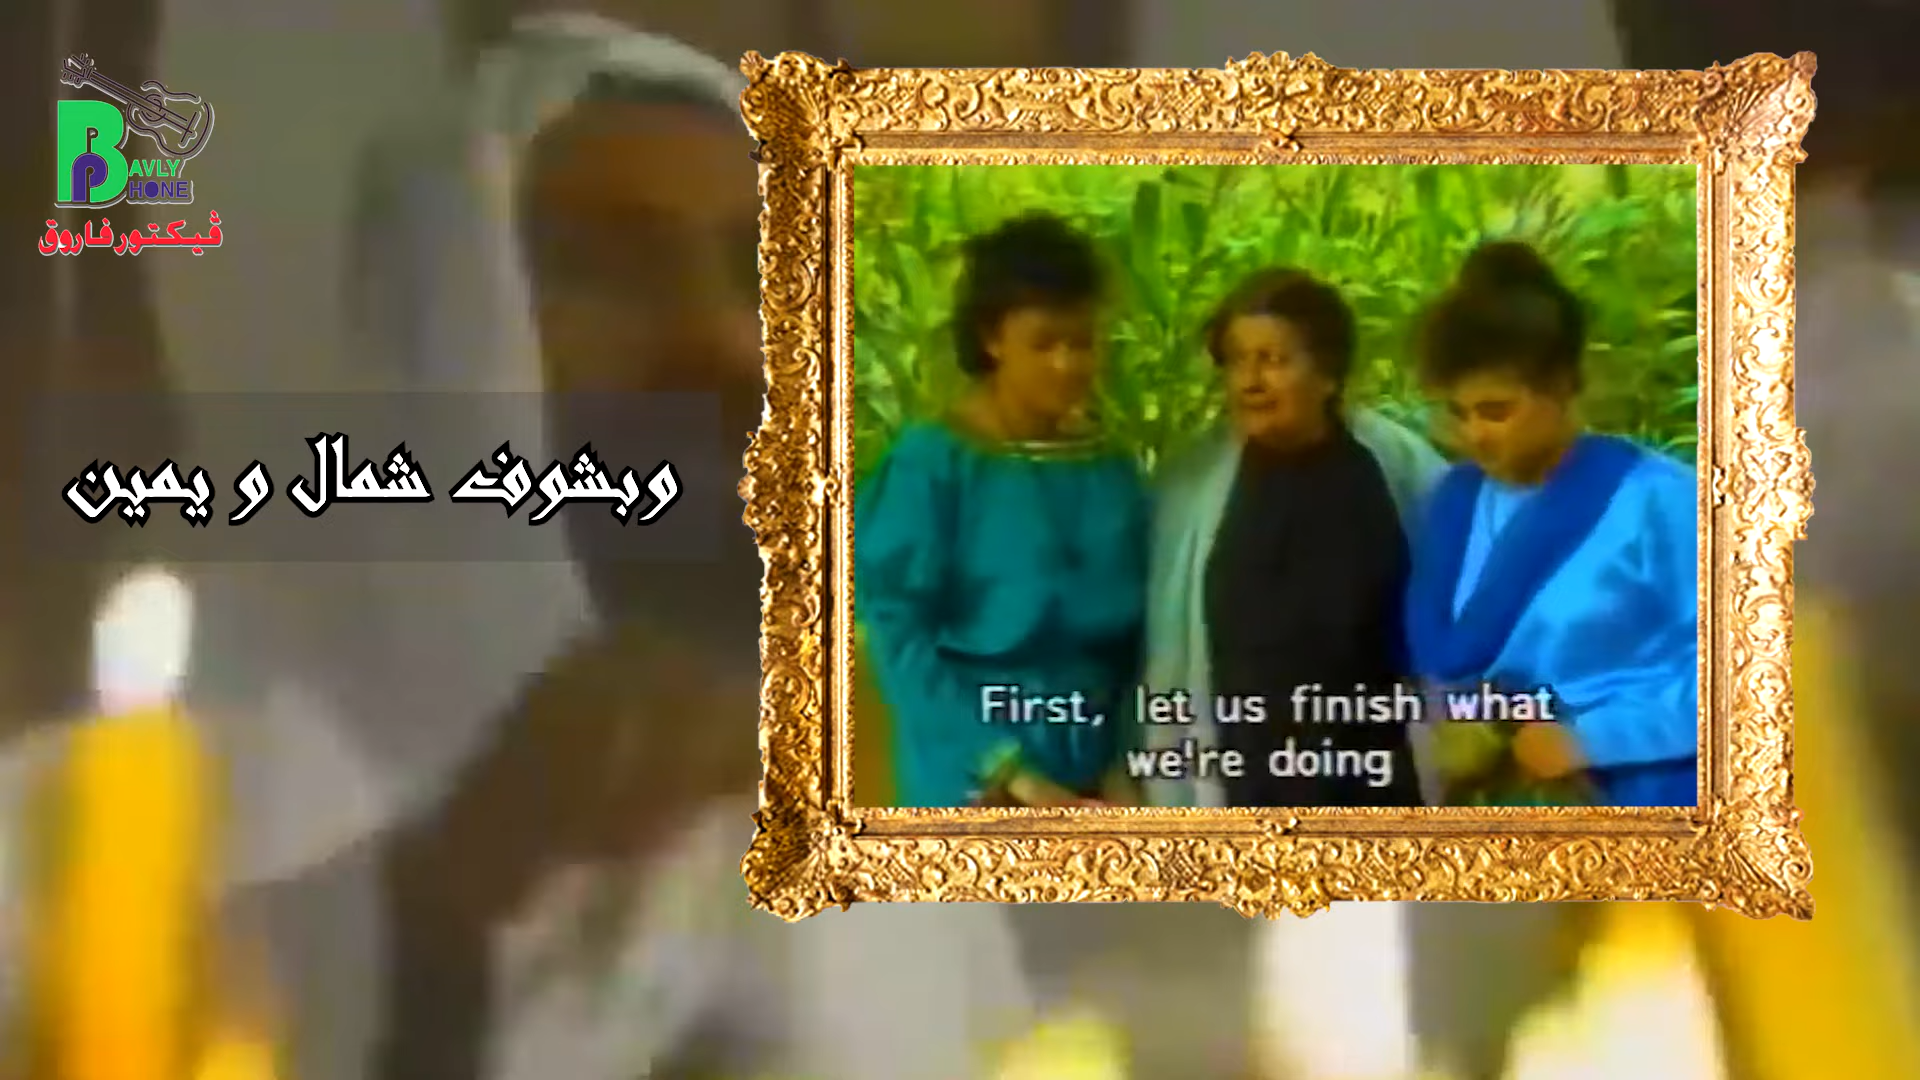 BAVLY
PHONE
ڤيكتور فاروق
وبشوف شمال و يمين
First, let us finish what
we're doing